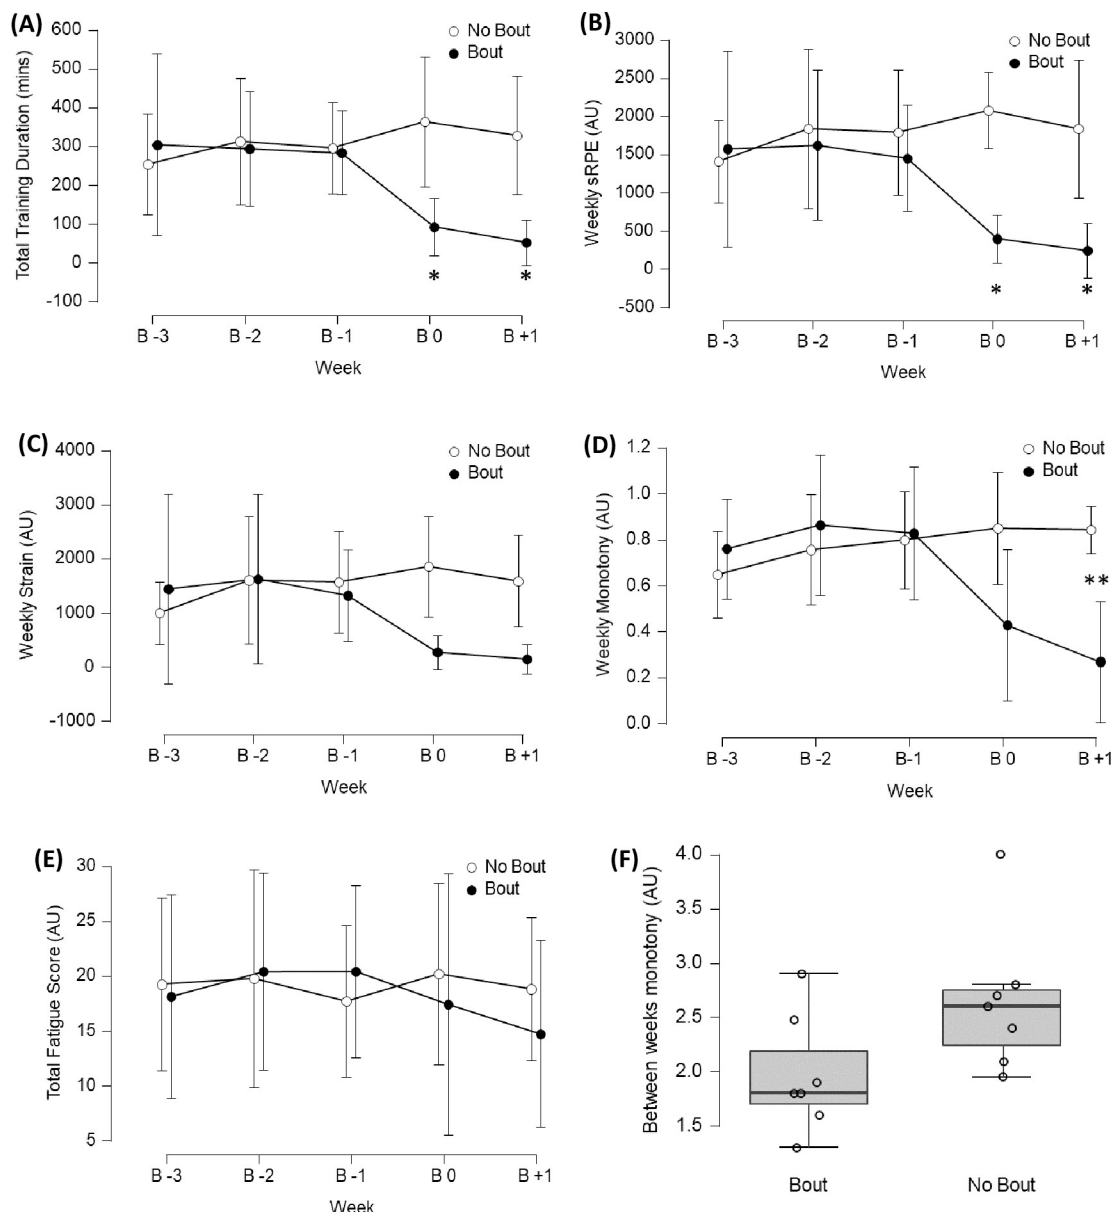 (A)
Total Training Duration (mins)
600
500
400
300
200
100
0
-100
No Bout
Bout
*
*
B -3
B -2
B -1
B 0
B +1
Week
(B)
Weekly sRPE (AU)
3000
2500
2000
1500
1000
500
0
-500
No Bout
Bout
*
*
B -3
B -2
B -1
B 0
B +1
Week
(C)
Weekly Strain (AU)
4000
3000
2000
1000
0
-1000
No Bout
Bout
B -3
B -2
B -1
B 0
B +1
Week
(D)
Weekly Monotony (AU)
1.2
1.0
0.8
0.6
0.4
0.2
0.0
No Bout
Bout
**
B -3
B -2
B-1
B 0
B +1
Week
(E)
Total Fatigue Score (AU)
30
25
20
15
10
5
No Bout
Bout
B -3
B -2
B -1
B 0
B +1
Week
(F)
Between weeks monotony (AU)
4.0
3.5
3.0
2.5
2.0
1.5
Bout
No Bout